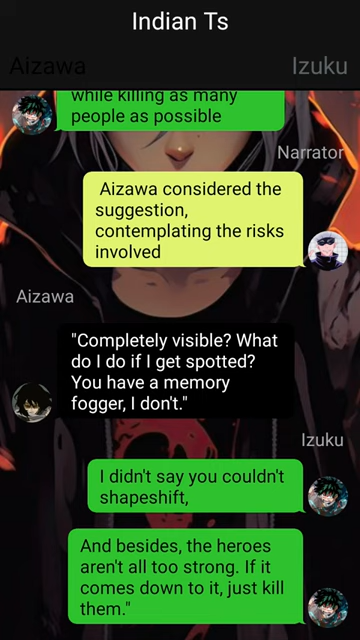 Indian Ts
Aizawa
Izuku
while killing as many
people as possible
Narrator
Aizawa considered the
suggestion,
contemplating the risks
involved
Aizawa
"Completely visible? What
do I do if I get spotted?
You have a memory
fogger, I don't."
Izuku
I didn't say you couldn't
shapeshift,
And besides, the heroes
aren't all too strong. If it
comes down to it, just kill
them."